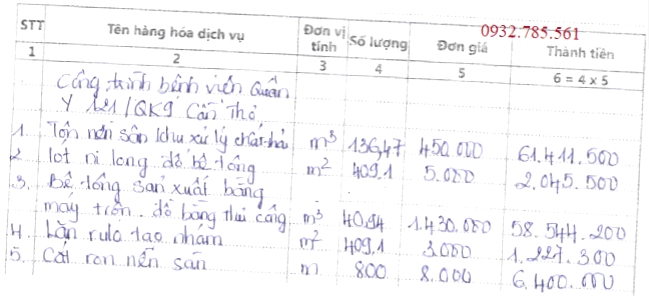 0932.785.561
STT Tên hàng hóa dịch vụ Đơn vị tính Số lượng Đơn giá Thành tiền
1 2 3 4 5 6 = 4 x 5
Công trình bệnh viện Quân
Y 121/QK9 Cần Thơ
1. Tôn nền sân khu xử lý chất thải m³ 136,47 450.000 61.411.500
2 lót ni long đổ bê tông m² 409.1 5.000 2.045.500
3. Bê tông sản xuất bằng
máy trộn. đổ bằng thủ công m³ 40.94 1.430.000 58.544.200
4. Lăn rulo tạo nhám m² 409.1 3.000 1.227.300
5. Cắt ron nền sân m 800 8.000 6.400.000